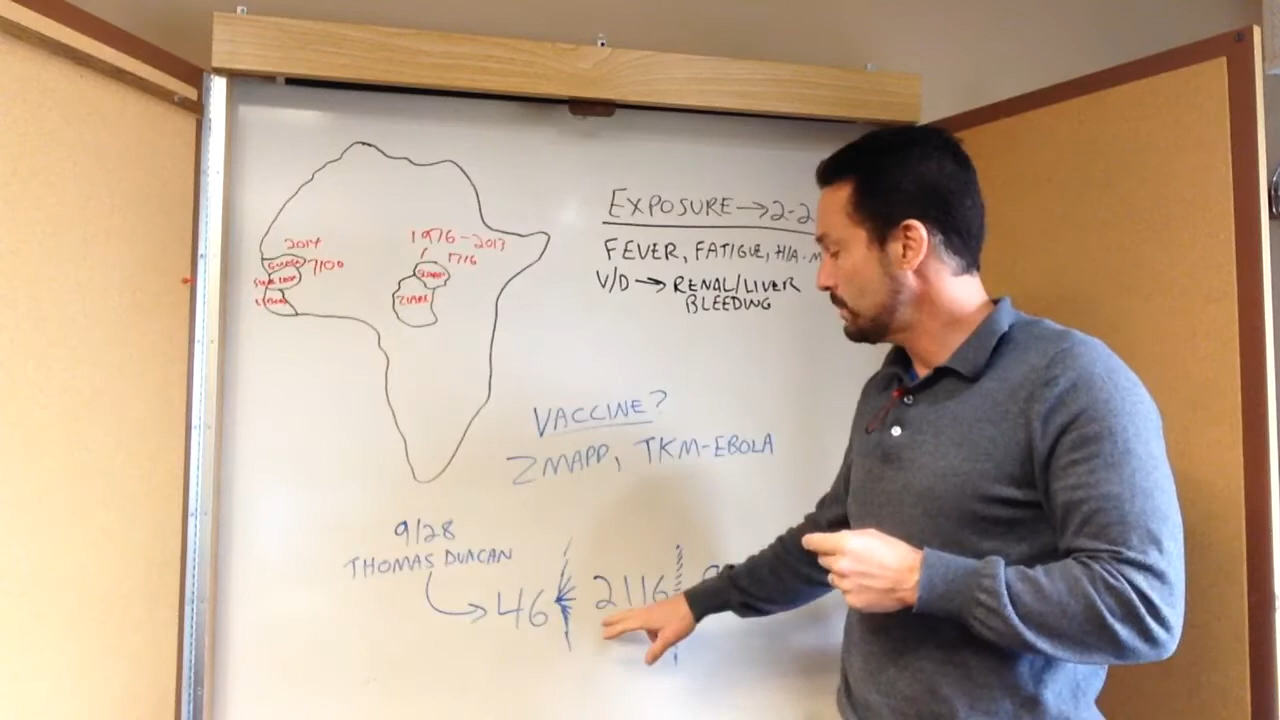 EXPOSURE → 2-2
FEVER, FATIGUE, H/A - M
V/D → RENAL/LIVER
BLEEDING
1976-2013
1716
2014
7100
ZIARE
VACCINE?
ZMAPP, TKM-EBOLA
9/28
THOMAS DUNCAN
46 2116